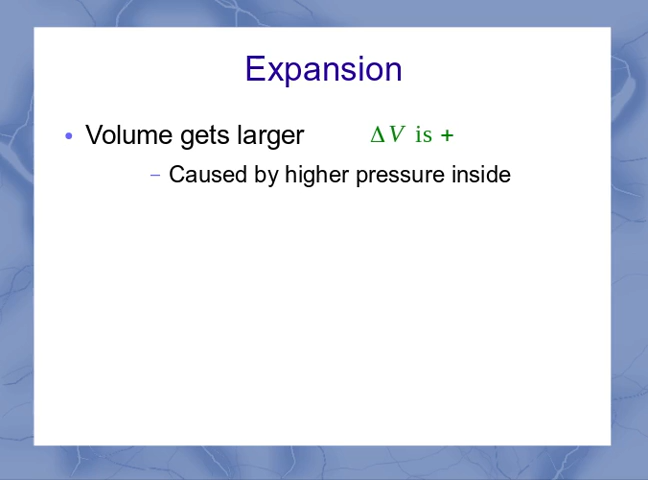 Expansion
• Volume gets larger ΔV is +
– Caused by higher pressure inside